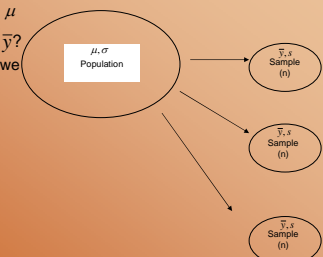 μ
ȳ?
we
μ, σ
Population
ȳ, s
Sample
(n)
ȳ, s
Sample
(n)
ȳ, s
Sample
(n)